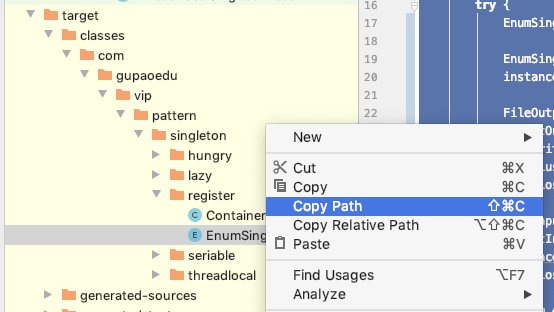 target
classes
com
gupaoedu
vip
pattern
singleton
hungry
lazy
register
Container
EnumSing
seriable
threadlocal
generated-sources
16 try {
17 EnumSing
18
19 EnumSing
20 instanc
21
22 FileOutp
New
Cut ⌘X
Copy ⌘C
Copy Path ⇧⌘C
Copy Relative Path ⌥⇧⌘C
Paste ⌘V
Find Usages ⌥F7
Analyze